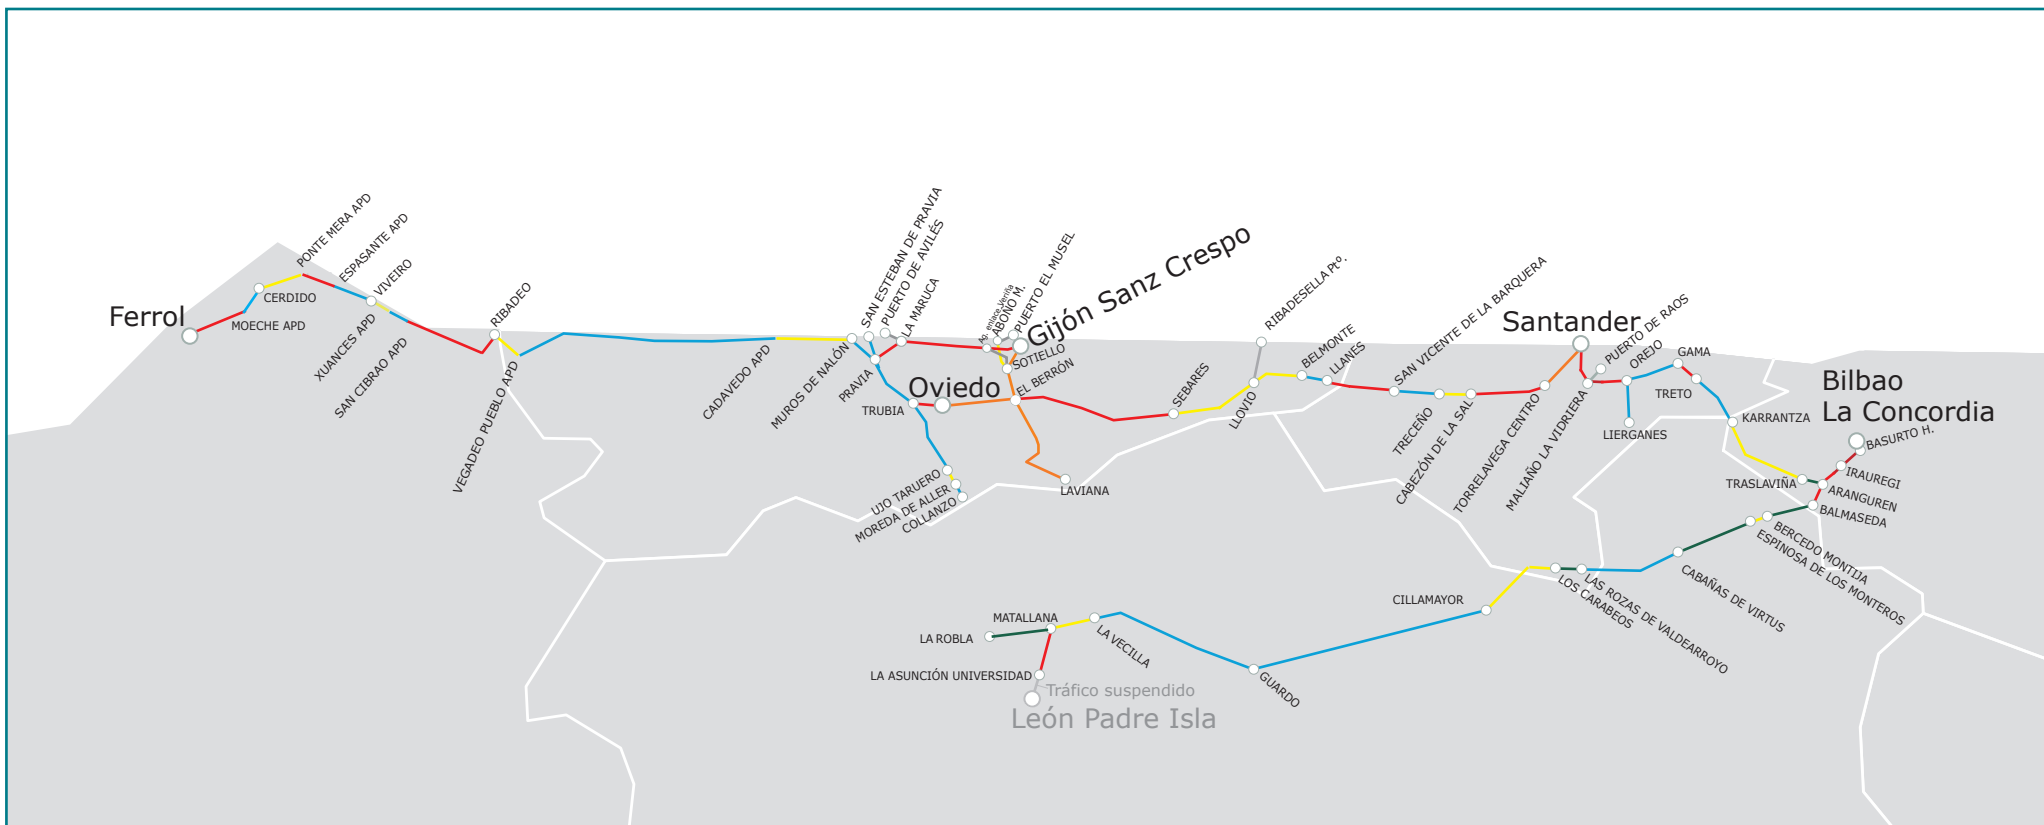 Ferrol
MOECHE APD
CERDIDO
PONTE MERA APD
ESPASANTE APD
VIVEIRO
XUANCES APD
SAN CIBRAO APD
RIBADEO
VEGADEO PUEBLO APD
CADAVEDO APD
MUROS DE NALÓN
SAN ESTEBAN DE PRAVIA
PUERTO DE AVILÉS
LA MARUCA
PRAVIA
TRUBIA
Oviedo
UJO TARUERO
MOREDA DE ALLER
COLLANZO
Ag. enlace Veriña
ABOÑO M.
PUERTO EL MUSEL
Gijón Sanz Crespo
SOTIELLO
EL BERRÓN
LAVIANA
SEBARES
LLOVIO
RIBADESELLA Ptº.
BELMONTE
LLANES
SAN VICENTE DE LA BARQUERA
TRECEÑO
CABEZÓN DE LA SAL
TORRELAVEGA CENTRO
Santander
MALIAÑO LA VIDRIERA
PUERTO DE RAOS
OREJO
LIERGANES
GAMA
TRETO
KARRANTZA
TRASLAVIÑA
Bilbao
La Concordia
BASURTO H.
IRAUREGI
ARANGUREN
BALMASEDA
BERCEDO MONTIJA
ESPINOSA DE LOS MONTEROS
CABAÑAS DE VIRTUS
LAS ROZAS DE VALDEARROYO
LOS CARABEOS
CILLAMAYOR
GUARDO
LA VECILLA
MATALLANA
LA ROBLA
LA ASUNCIÓN UNIVERSIDAD
Tráfico suspendido
León Padre Isla